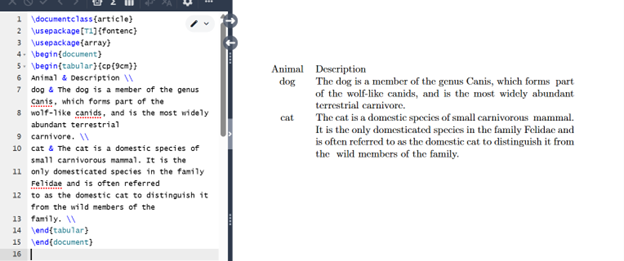 1 \documentclass{article}
2 \usepackage[T1]{fontenc}
3 \usepackage{array}
4 \begin{document}
5 \begin{tabular}{cp{9cm}}
6 Animal & Description \\
7 dog & The dog is a member of the genus
Canis, which forms part of the
8 wolf-like canids, and is the most widely
abundant terrestrial
9 carnivore. \\
10 cat & The cat is a domestic species of
small carnivorous mammal. It is the
11 only domesticated species in the family
Felidae and is often referred
12 to as the domestic cat to distinguish it
from the wild members of the
13 family. \\
14 \end{tabular}
15 \end{document}
16
Animal Description
dog The dog is a member of the genus Canis, which forms part
of the wolf-like canids, and is the most widely abundant
terrestrial carnivore.
cat The cat is a domestic species of small carnivorous mammal.
It is the only domesticated species in the family Felidae and
is often referred to as the domestic cat to distinguish it from
the wild members of the family.